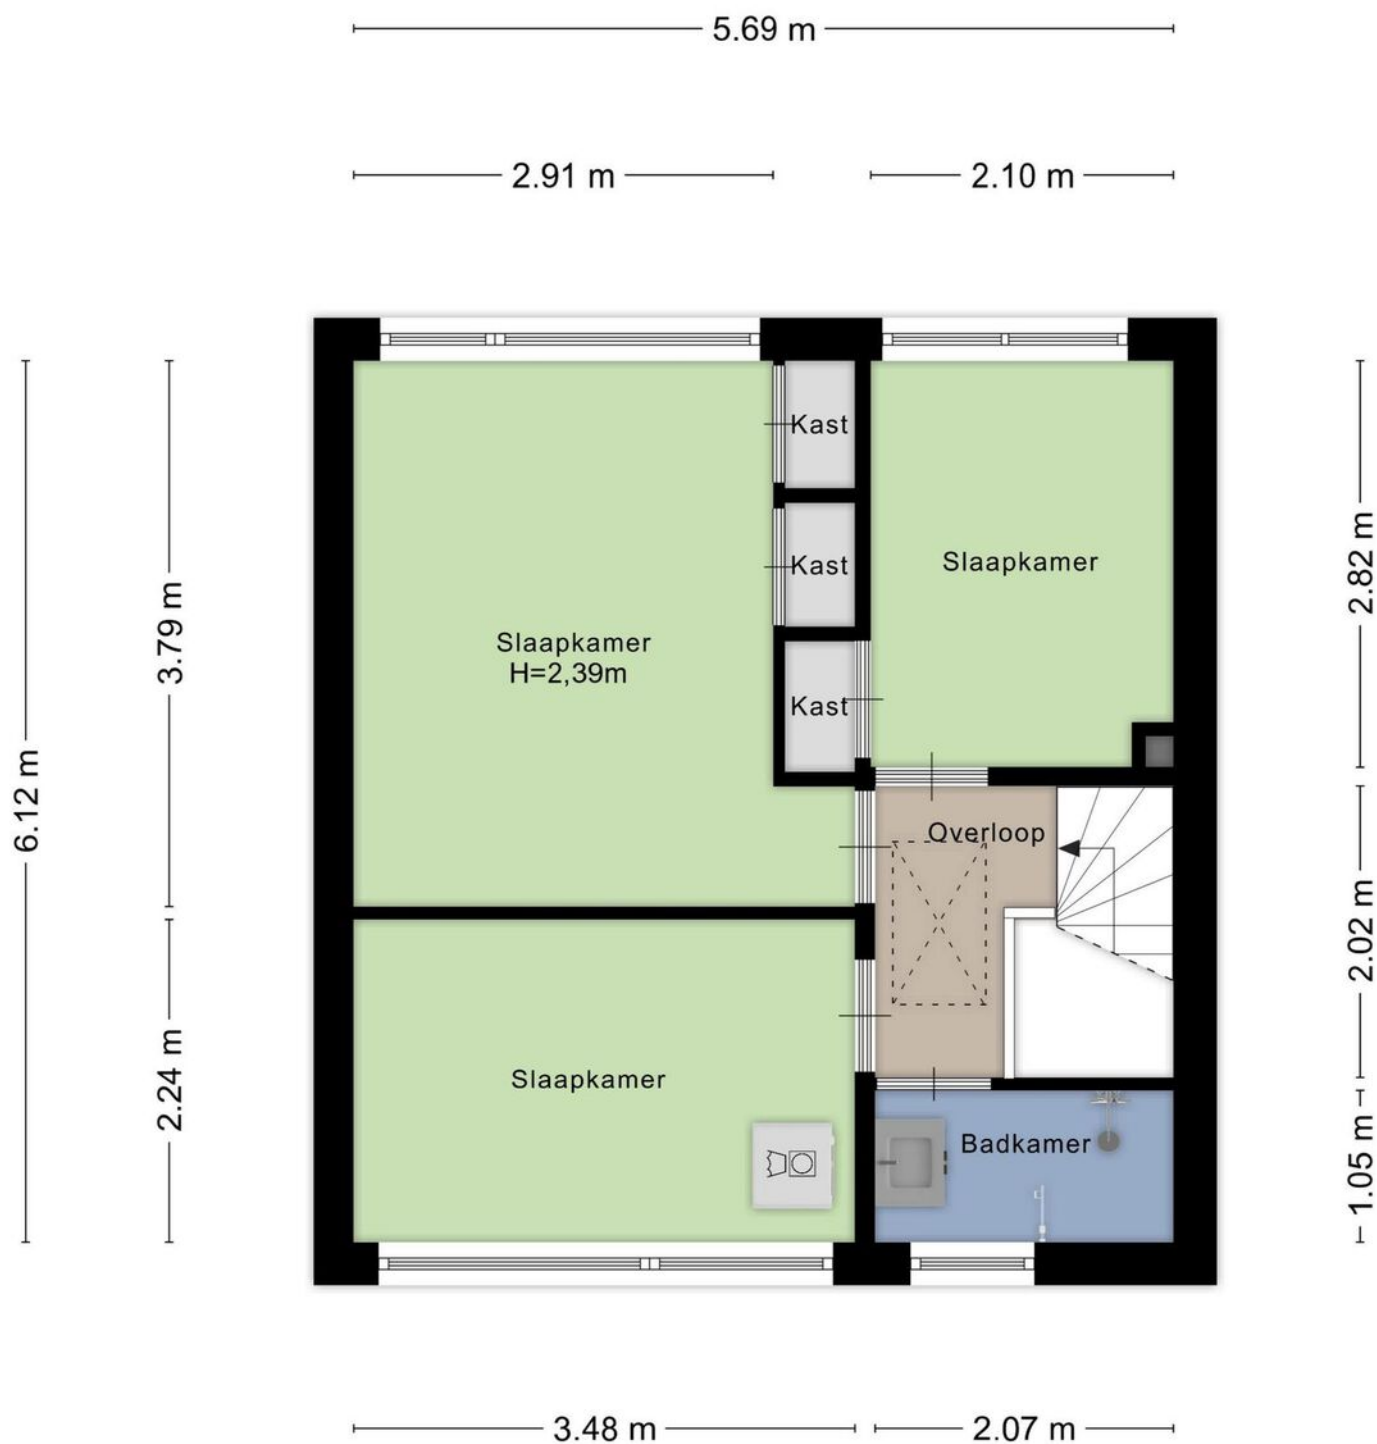 5.69 m
2.91 m
2.10 m
Kast
Kast
Slaapkamer
2.82 m
Slaapkamer
H=2,39m
3.79 m
Kast
6.12 m
Overloop
2.02 m
Slaapkamer
2.24 m
Badkamer
1.05 m
3.48 m
2.07 m